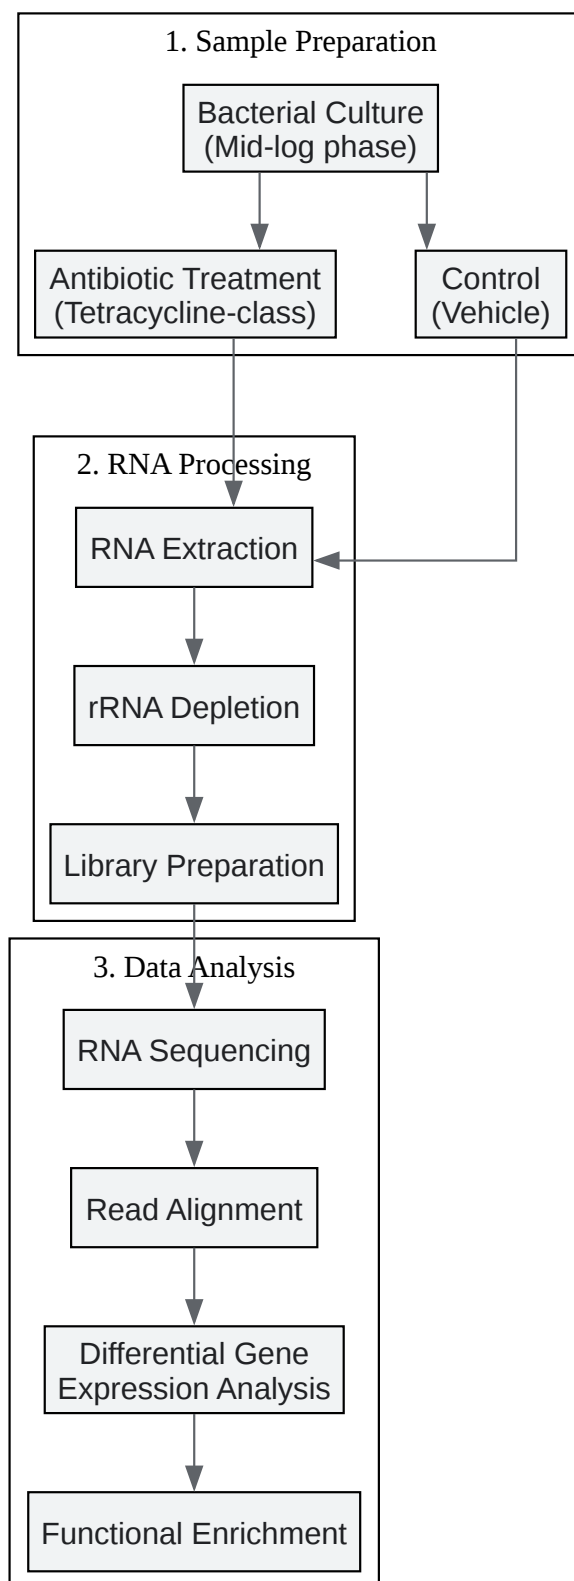 1. Sample Preparation
Bacterial Culture
(Mid-log phase)
Antibiotic Treatment
(Tetracycline-class)
Control
(Vehicle)
2. RNA Processing
RNA Extraction
rRNA Depletion
Library Preparation
3. Data Analysis
RNA Sequencing
Read Alignment
Differential Gene
Expression Analysis
Functional Enrichment